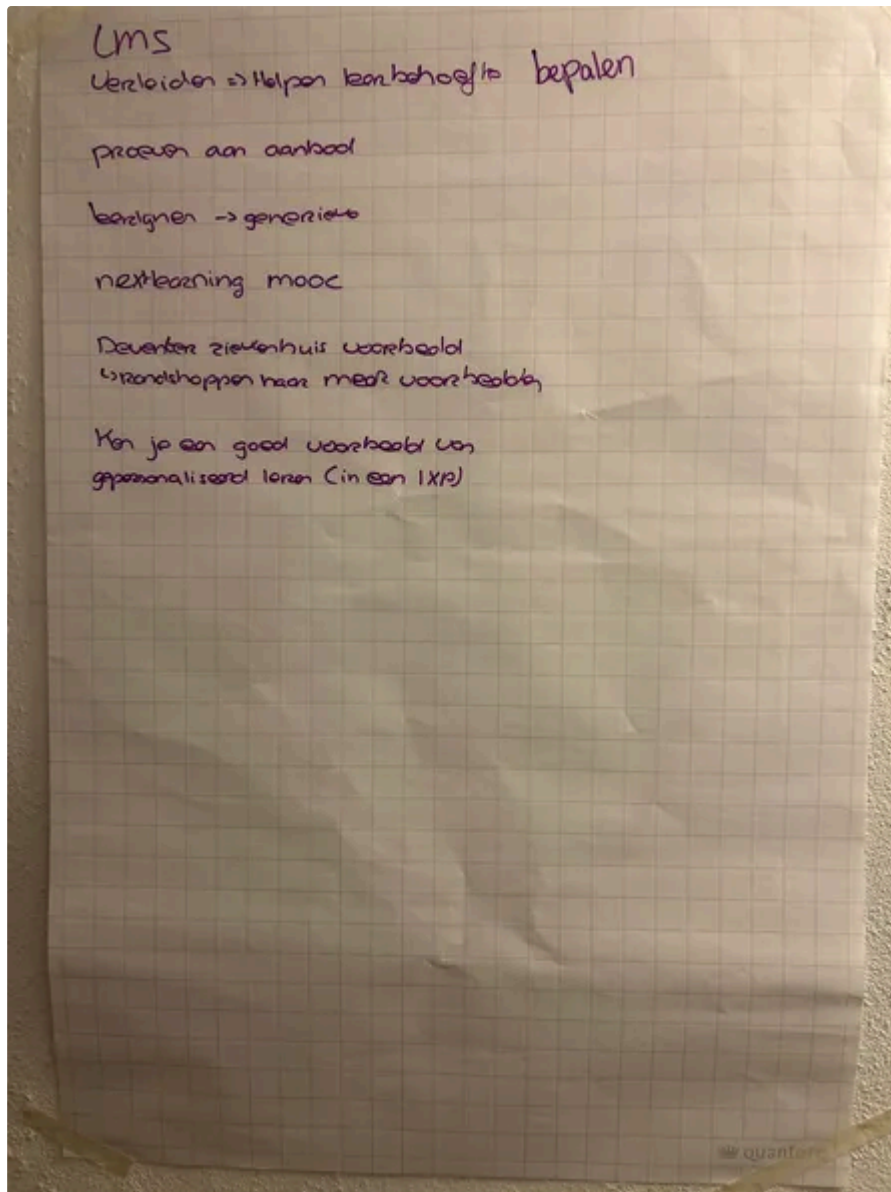 LMS
Verleiden => Helpen leerbehoefte bepalen
proeven aan aanbod
leerlijnen -> generieke
nextlearning mooc
Deventer ziekenhuis voorbeeld
↳ rondshoppen naar meer voorbeelden
Ken je een goed voorbeeld van
gepersonaliseerd leren (in een LXP)
quantore